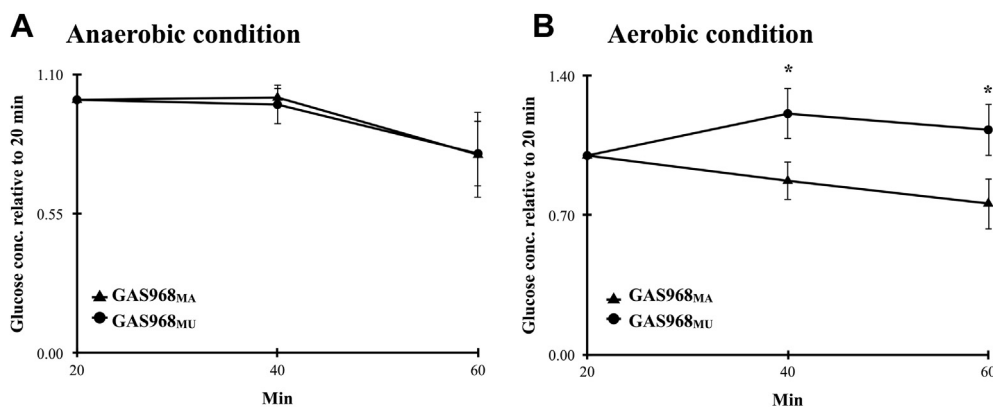 A Anaerobic condition
Glucose conc. relative to 20 min
1.10
0.55
0.00
GAS968MA
GAS968MU
20 40 60
Min
B Aerobic condition
Glucose conc. relative to 20 min
1.40
0.70
0.00
*
*
GAS968MA
GAS968MU
20 40 60
Min